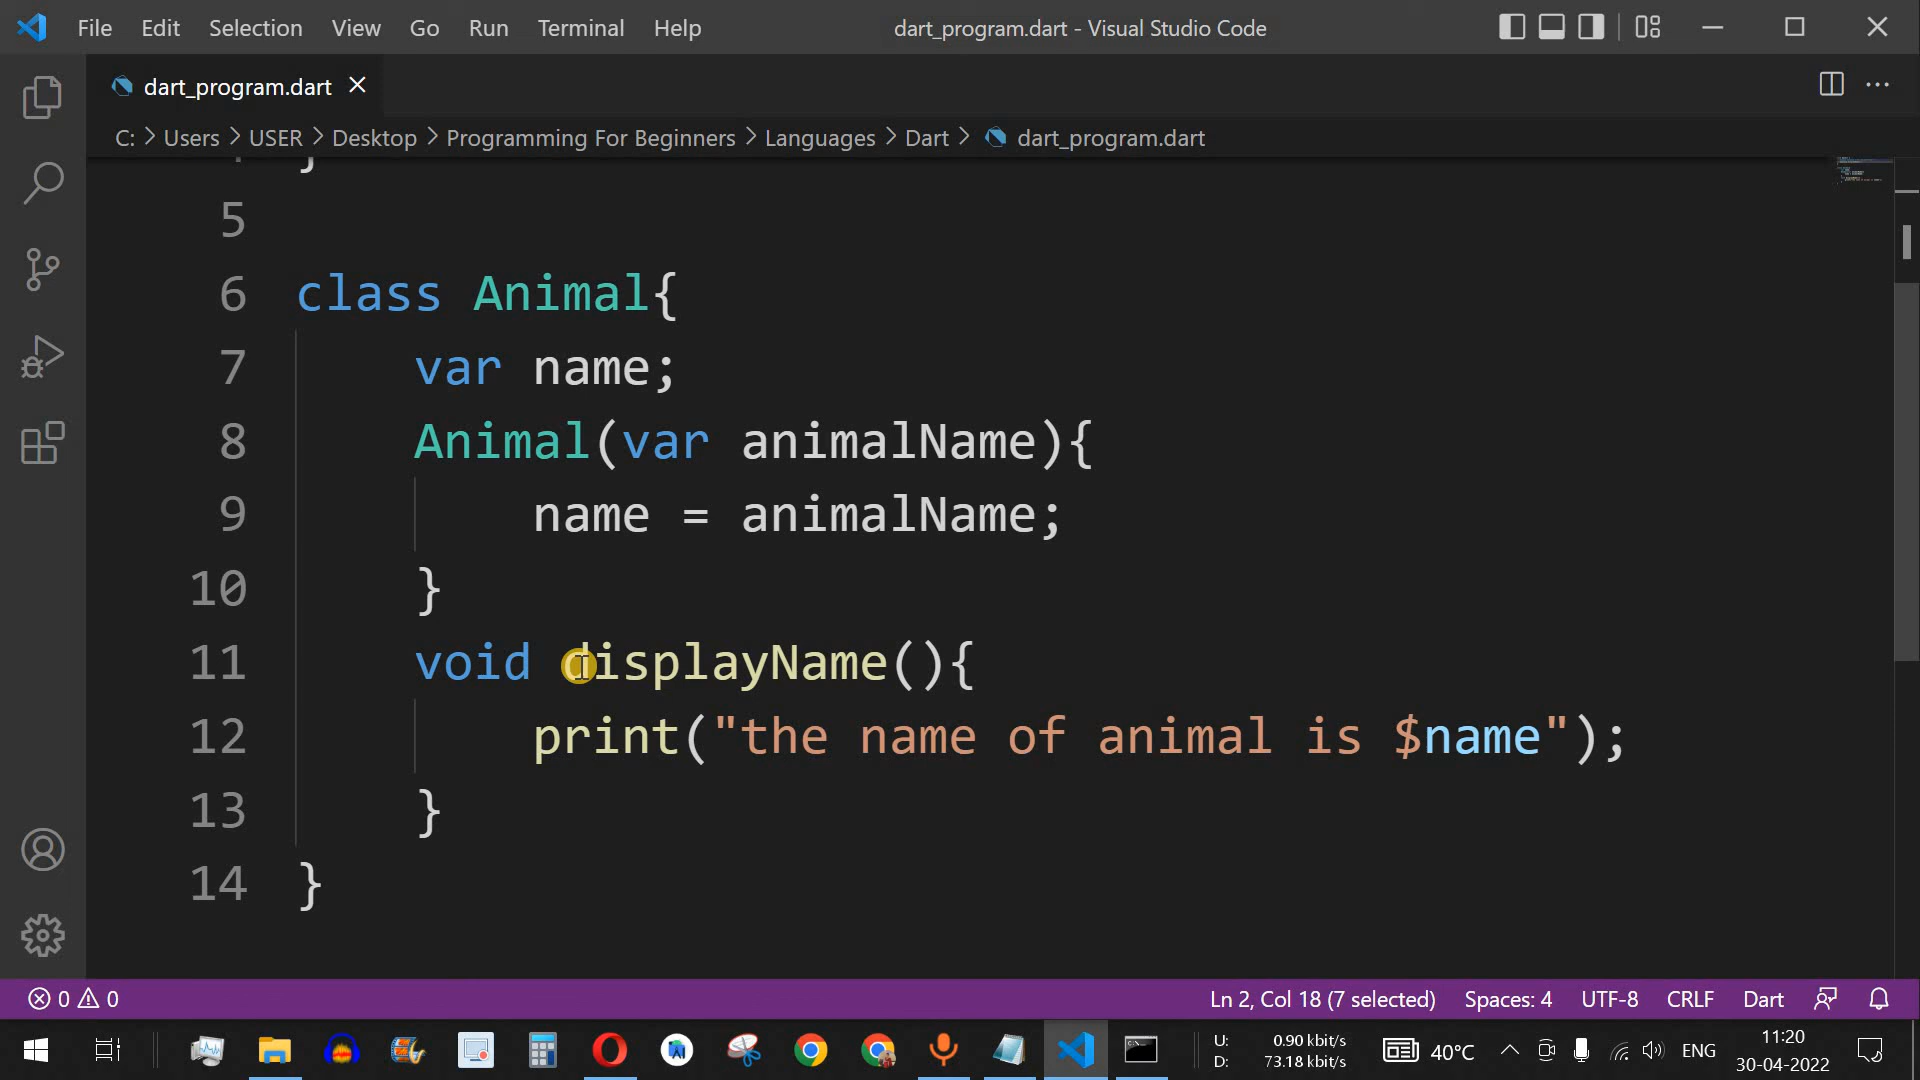 File Edit Selection View Go Run Terminal Help dart_program.dart - Visual Studio Code
dart_program.dart
C: > Users > USER > Desktop > Programming For Beginners > Languages > Dart > dart_program.dart
}
5
6 class Animal{
7 var name;
8 Animal(var animalName){
9 name = animalName;
10 }
11 void displayName(){
12 print("the name of animal is $name");
13 }
14 }
0 0 Ln 2, Col 18 (7 selected) Spaces: 4 UTF-8 CRLF Dart
U: 0.90 kbit/s
D: 73.18 kbit/s
40°C ENG
11:20
30-04-2022